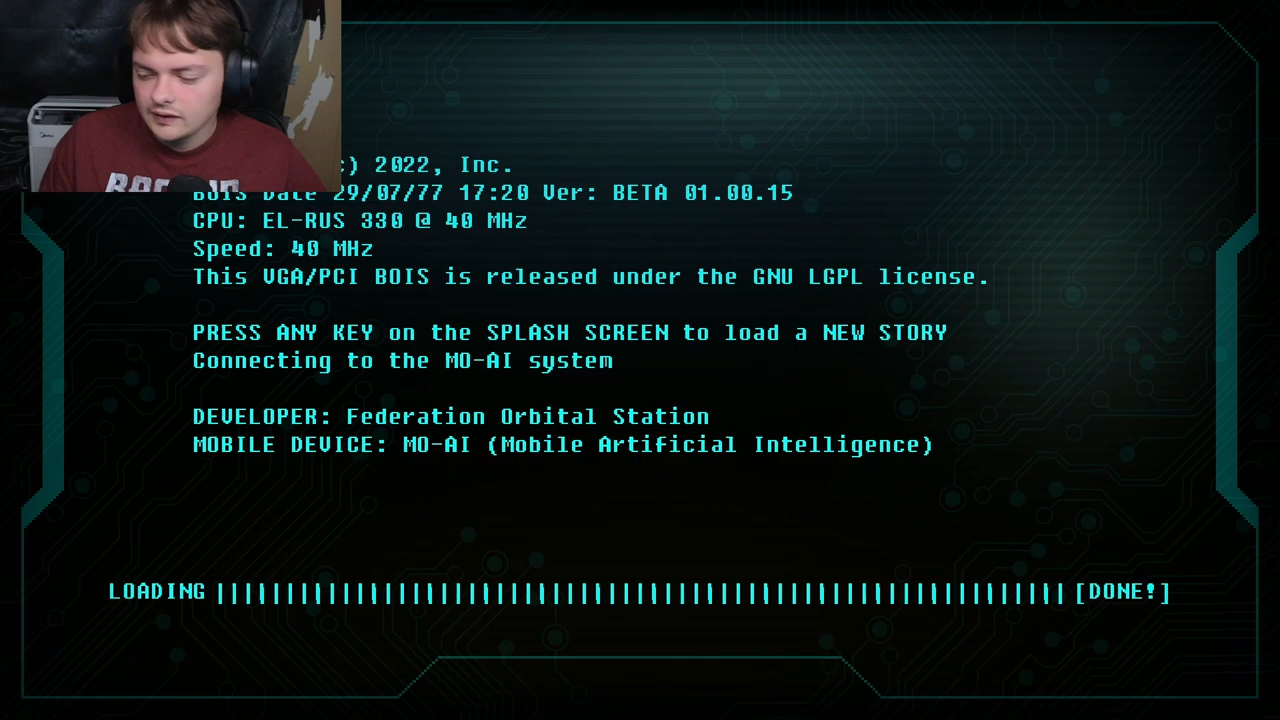 c) 2022, Inc.
BOIS Date 29/07/77 17:20 Ver: BETA 01.00.15
CPU: EL-RUS 330 @ 40 MHz
Speed: 40 MHz
This VGA/PCI BOIS is released under the GNU LGPL license.
PRESS ANY KEY on the SPLASH SCREEN to load a NEW STORY
Connecting to the MO-AI system
DEVELOPER: Federation Orbital Station
MOBILE DEVICE: MO-AI (Mobile Artificial Intelligence)
LOADING ||||||||||||||||||||||||||||||||||||||||||||||||||||||||||||| [DONE!]